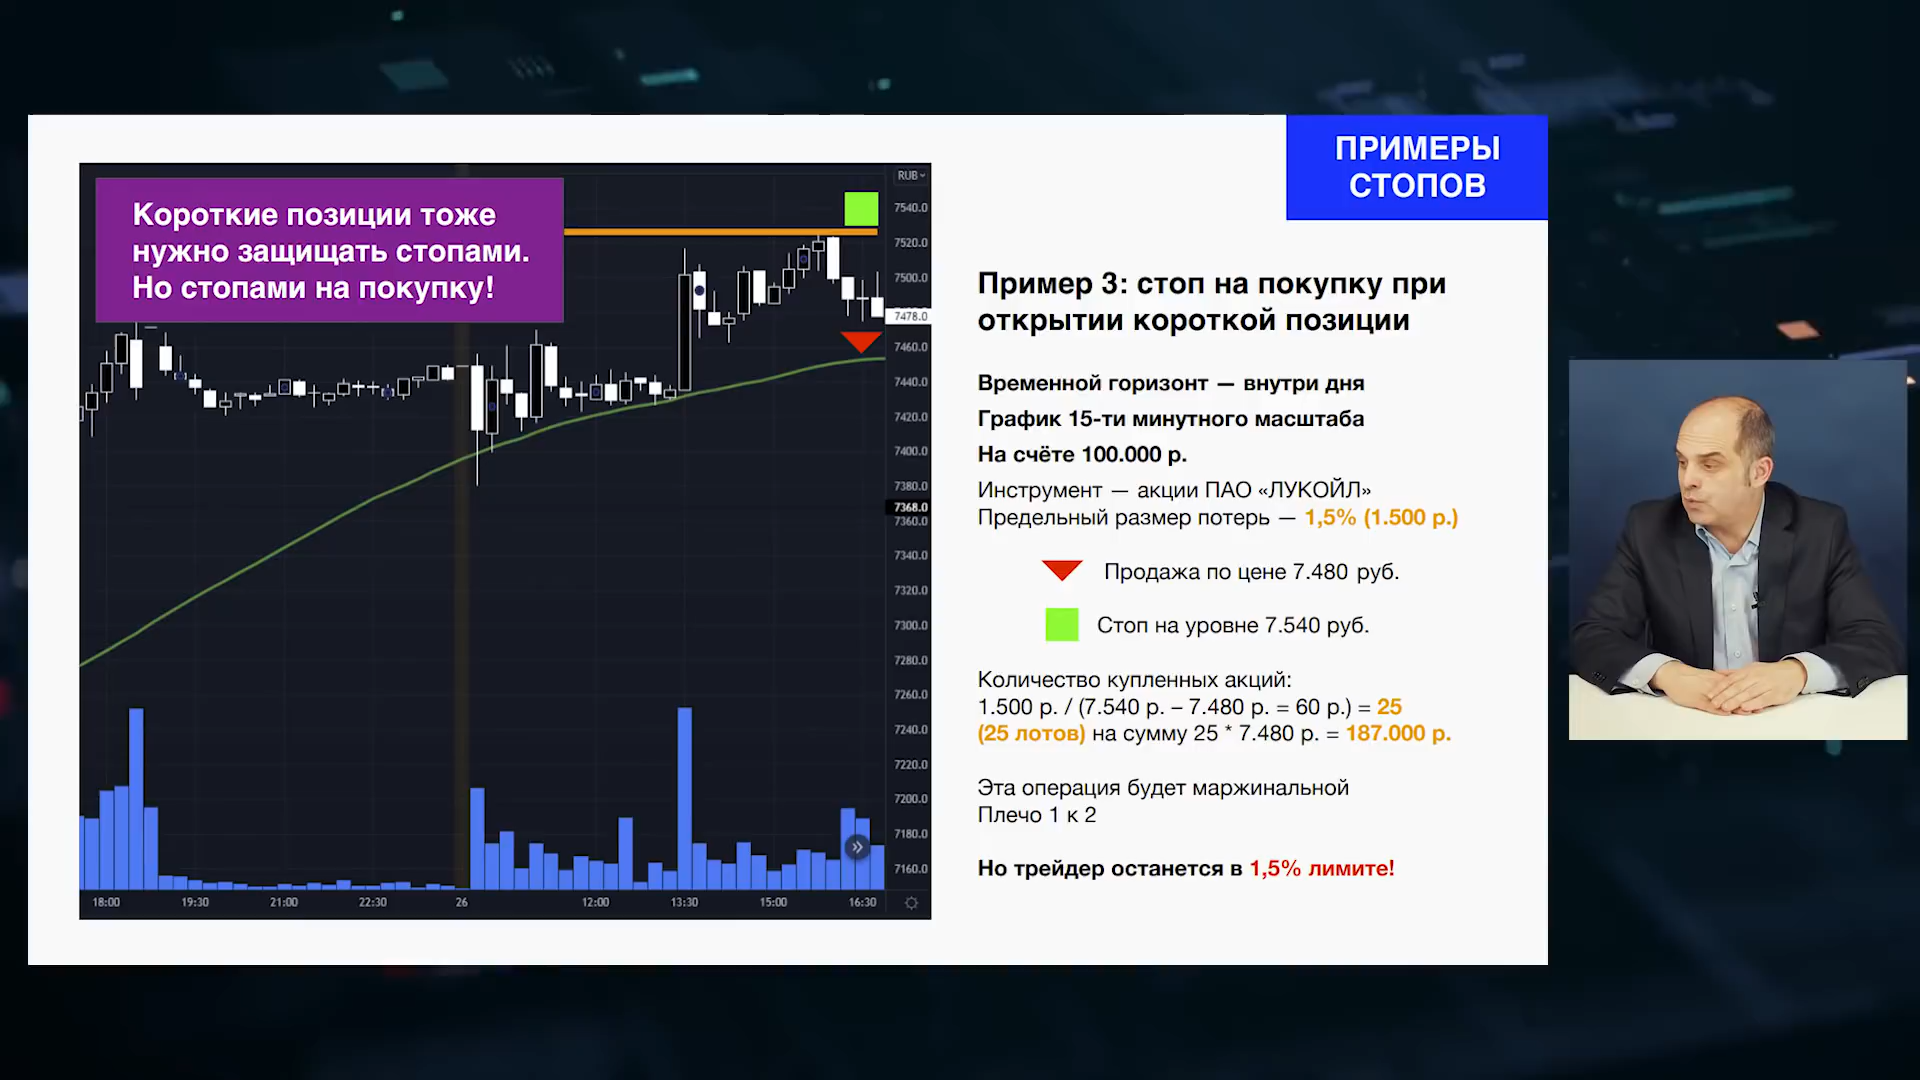 ПРИМЕРЫ
СТОПОВ
Короткие позиции тоже
нужно защищать стопами.
Но стопами на покупку!
RUB
7540.0
7520.0
7500.0
7478.0
7460.0
7440.0
7420.0
7400.0
7380.0
7368.0
7360.0
7340.0
7320.0
7300.0
7280.0
7260.0
7240.0
7220.0
7200.0
7180.0
7160.0
18:00 19:30 21:00 22:30 26 12:00 13:30 15:00 16:30
Пример 3: стоп на покупку при
открытии короткой позиции
Временной горизонт — внутри дня
График 15-ти минутного масштаба
На счёте 100.000 р.
Инструмент — акции ПАО «ЛУКОЙЛ»
Предельный размер потерь — 1,5% (1.500 р.)
Продажа по цене 7.480 руб.
Стоп на уровне 7.540 руб.
Количество купленных акций:
1.500 р. / (7.540 р. – 7.480 р. = 60 р.) = 25
(25 лотов) на сумму 25 * 7.480 р. = 187.000 р.
Эта операция будет маржинальной
Плечо 1 к 2
Но трейдер останется в 1,5% лимите!